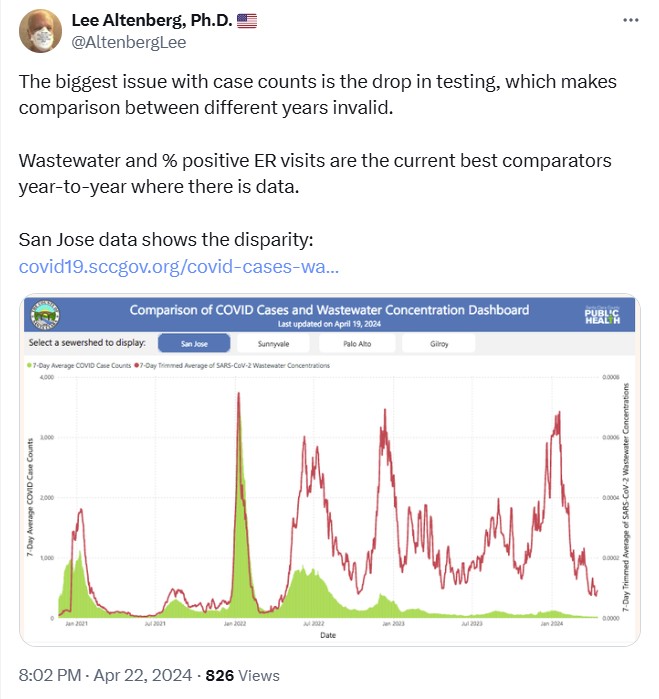 Lee Altenberg, Ph.D. 🇺🇸
@AltenbergLee
The biggest issue with case counts is the drop in testing, which makes
comparison between different years invalid.
Wastewater and % positive ER visits are the current best comparators
year-to-year where there is data.
San Jose data shows the disparity:
covid19.sccgov.org/covid-cases-wa...
Comparison of COVID Cases and Wastewater Concentration Dashboard
Last updated on April 19, 2024
PUBLIC
HEALTH
Select a sewershed to display:
San Jose
Sunnyvale
Palo Alto
Gilroy
7-Day Average COVID Case Counts
7-Day Trimmed Average of SARS-CoV-2 Wastewater Concentrations
7-Day Average COVID Case Counts
4,000
3,000
2,000
1,000
0
0.0008
0.0006
0.0004
0.0002
0.0000
7-Day Trimmed Average of SARS-CoV-2 Wastewater Concentrations
Jan 2021
Jul 2021
Jan 2022
Jul 2022
Jan 2023
Jul 2023
Jan 2024
Date
8:02 PM · Apr 22, 2024 · 826 Views